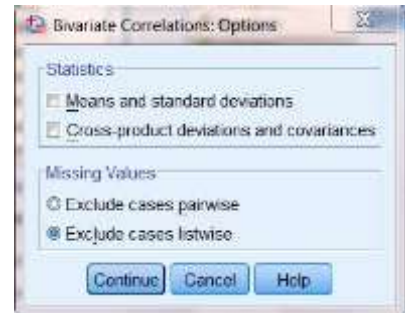 Bivariate Correlations: Options
Statistics
Means and standard deviations
Cross-product deviations and covariances
Missing Values
Exclude cases pairwise
Exclude cases listwise
Continue Cancel Help